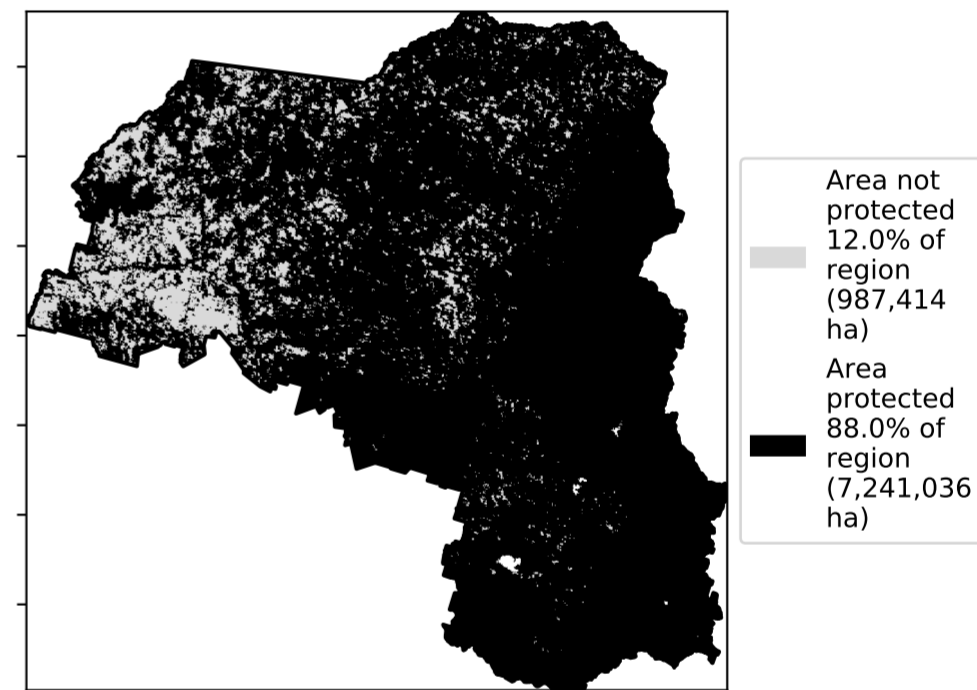 Area not
protected
12.0% of
region
(987,414
ha)
Area
protected
88.0% of
region
(7,241,036
ha)